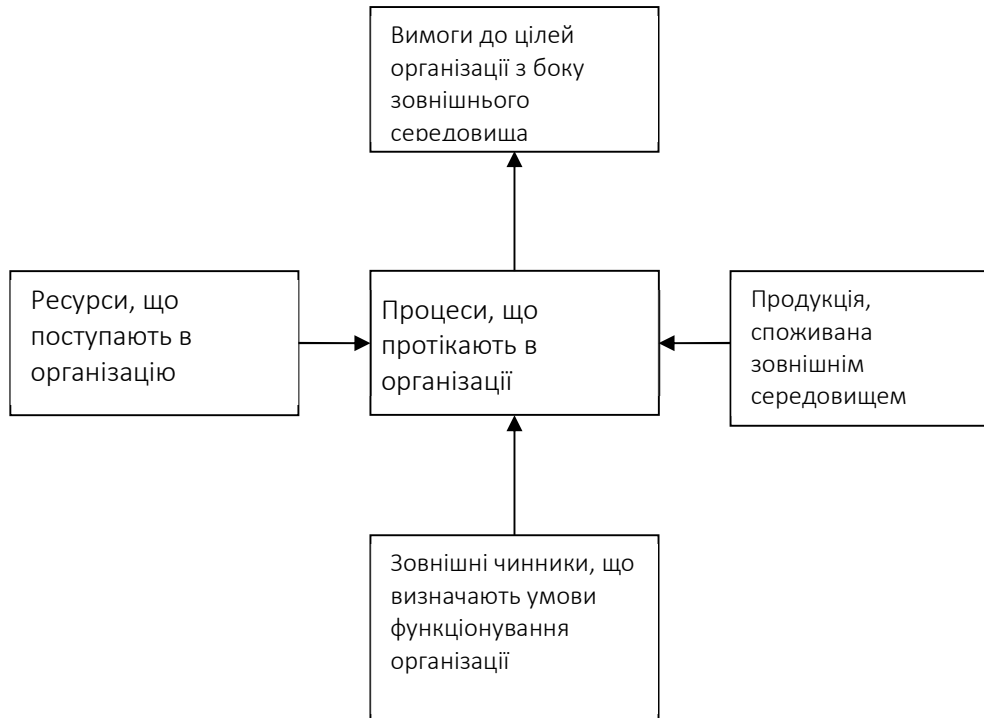 Вимоги до цілей
організації з боку
зовнішнього
середовища
Ресурси, що
поступають в
організацію
Процеси, що
протікають в
організації
Продукція,
споживана
зовнішнім
середовищем
Зовнішні чинники, що
визначають умови
функціонування
організації